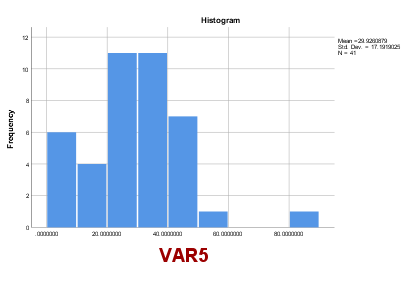 Histogram
Mean =29.9260879
Std. Dev. = 17.1919025
N = 41
Frequency
12
10
8
6
4
2
0
.0000000 20.0000000 40.0000000 60.0000000 80.0000000
VAR5